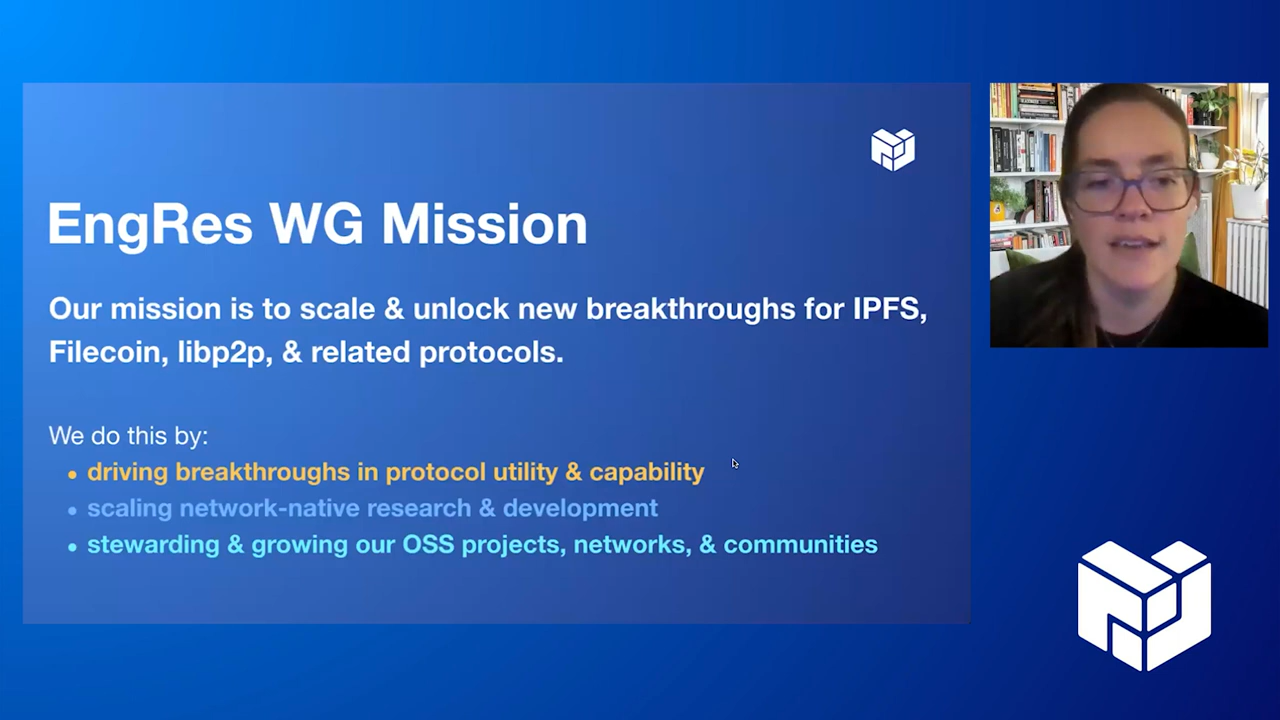 EngRes WG Mission
Our mission is to scale & unlock new breakthroughs for IPFS,
Filecoin, libp2p, & related protocols.
We do this by:
• driving breakthroughs in protocol utility & capability
• scaling network-native research & development
• stewarding & growing our OSS projects, networks, & communities